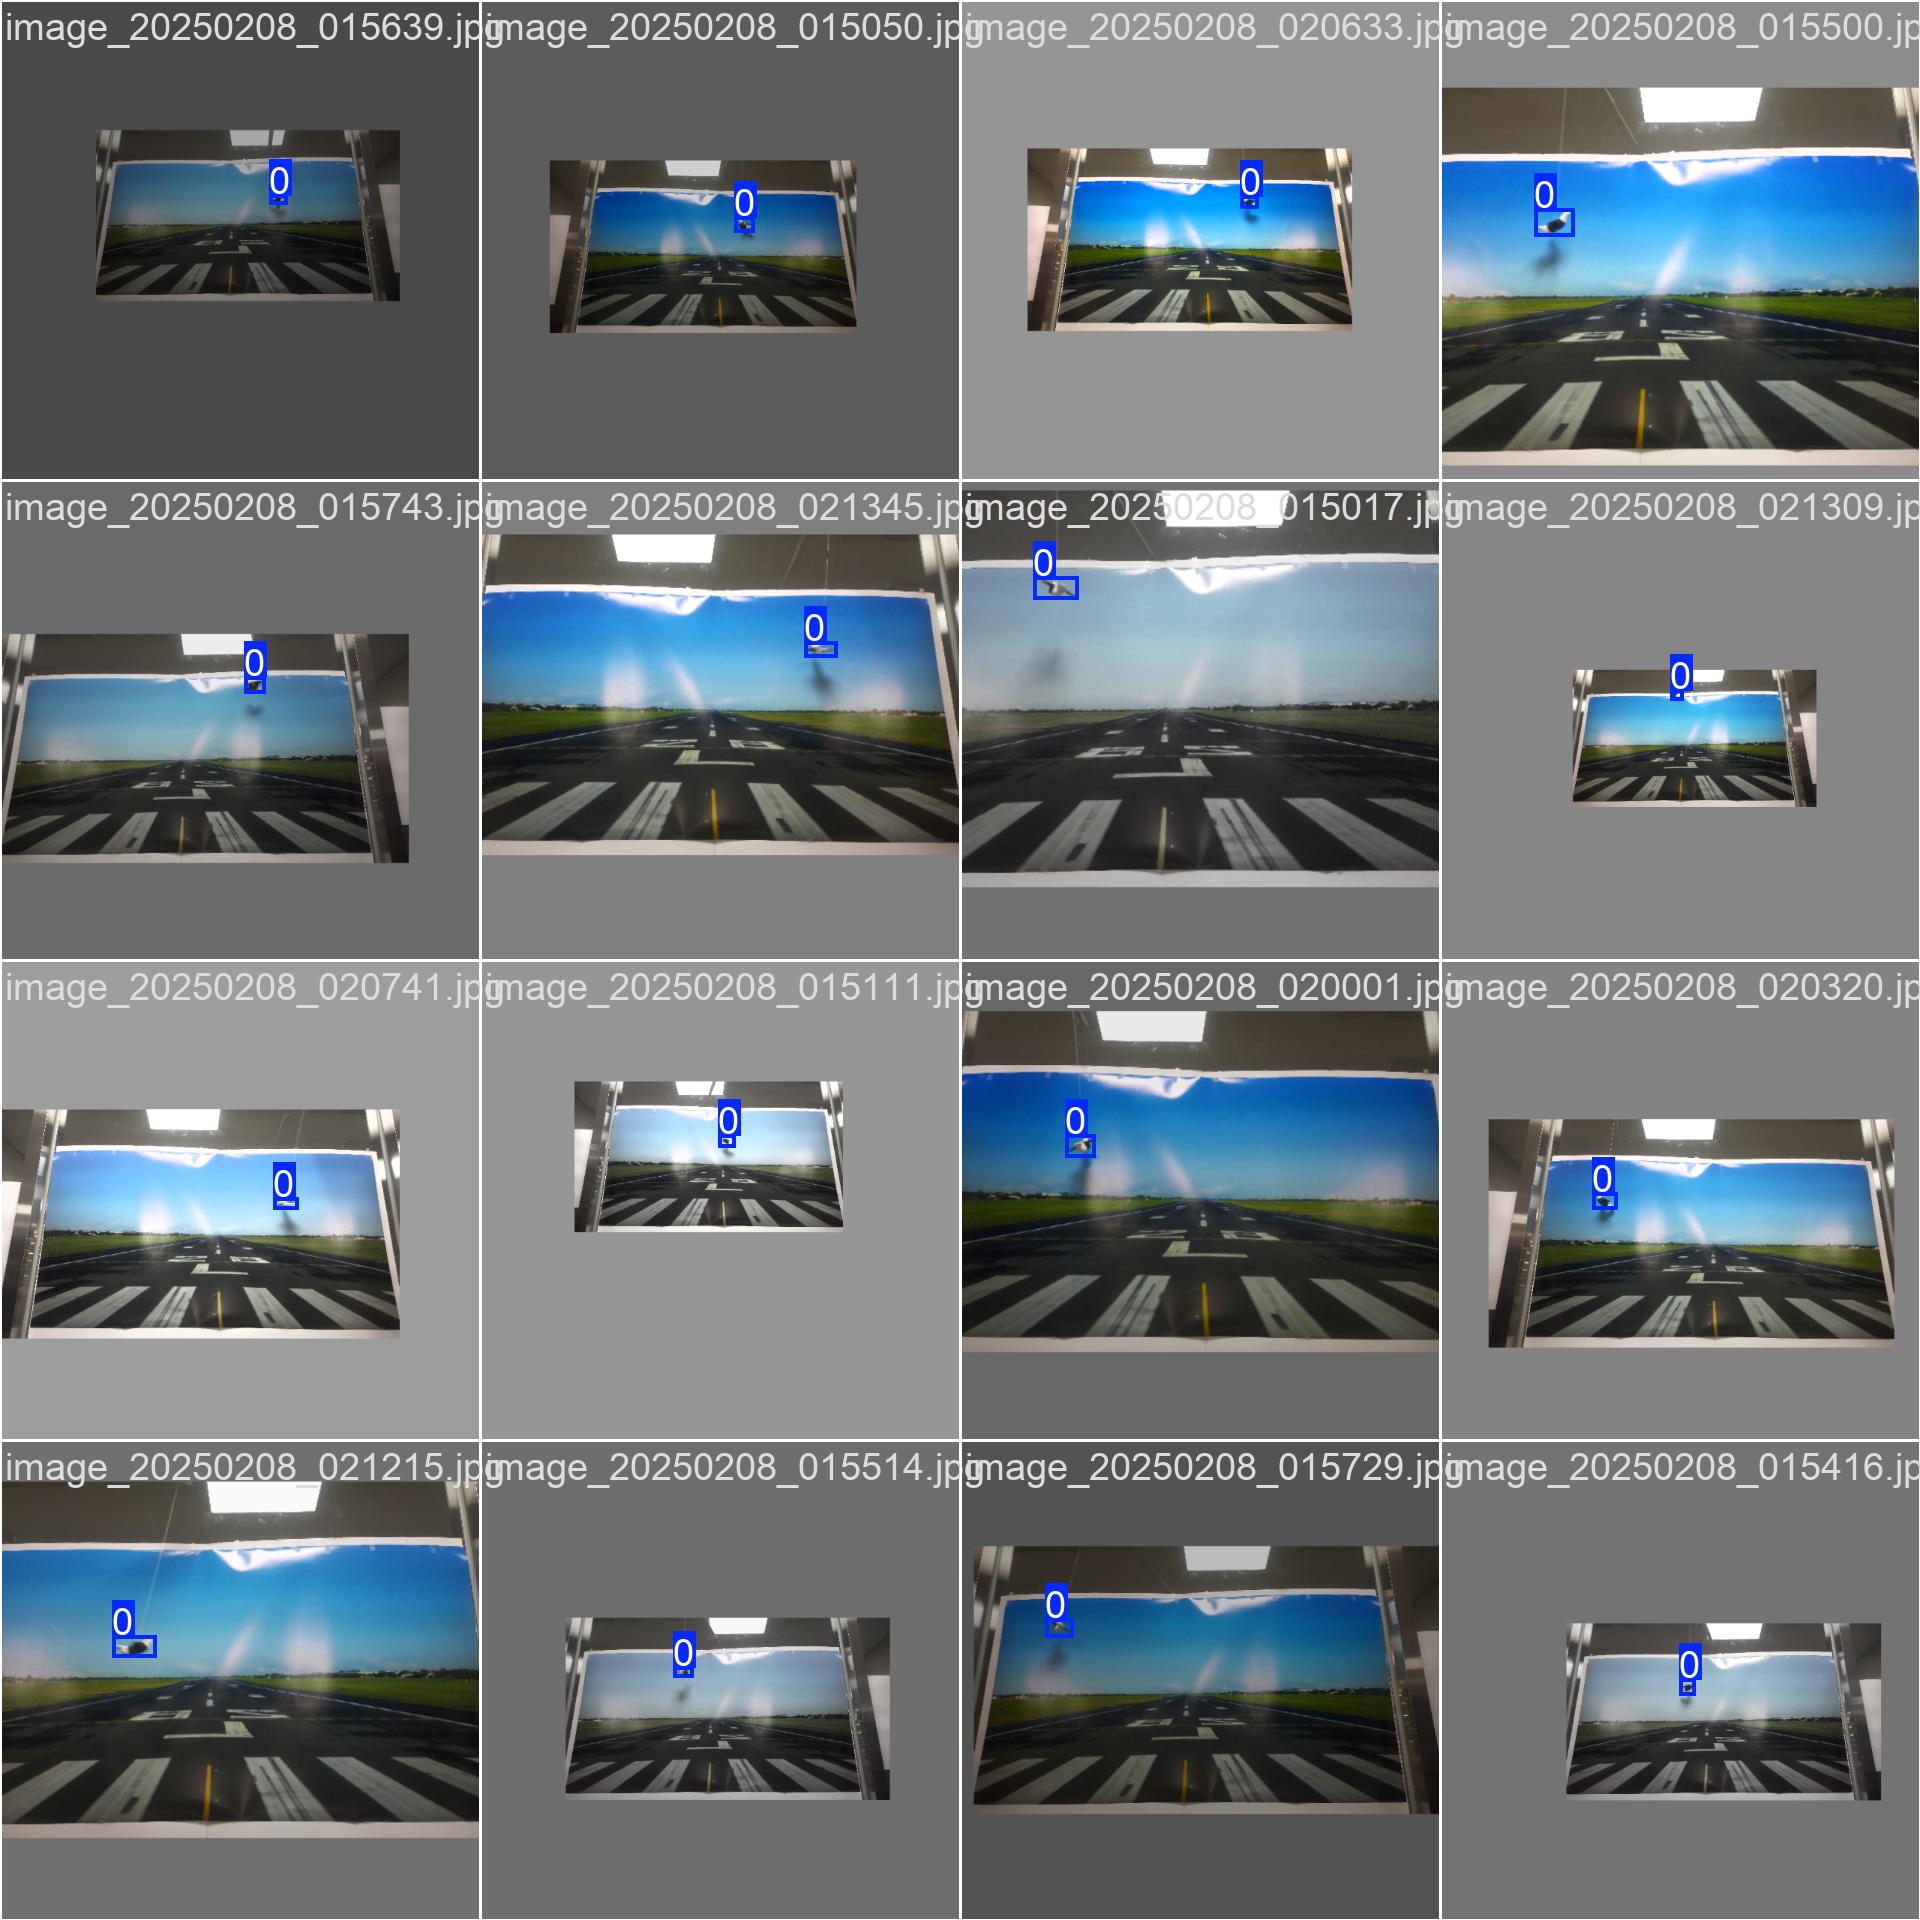 image_20250208_015639.jpg
image_20250208_015050.jpg
image_20250208_020633.jpg
image_20250208_015500.jp
0
0
0
0
image_20250208_015743.jpg
image_20250208_021345.jpg
image_20250208_015017.jpg
image_20250208_021309.jp
0
0
0
0
image_20250208_020741.jpg
image_20250208_015111.jpg
image_20250208_020001.jpg
image_20250208_020320.jp
0
0
0
0
image_20250208_021215.jpg
image_20250208_015514.jpg
image_20250208_015729.jpg
image_20250208_015416.jp
0
0
0
0